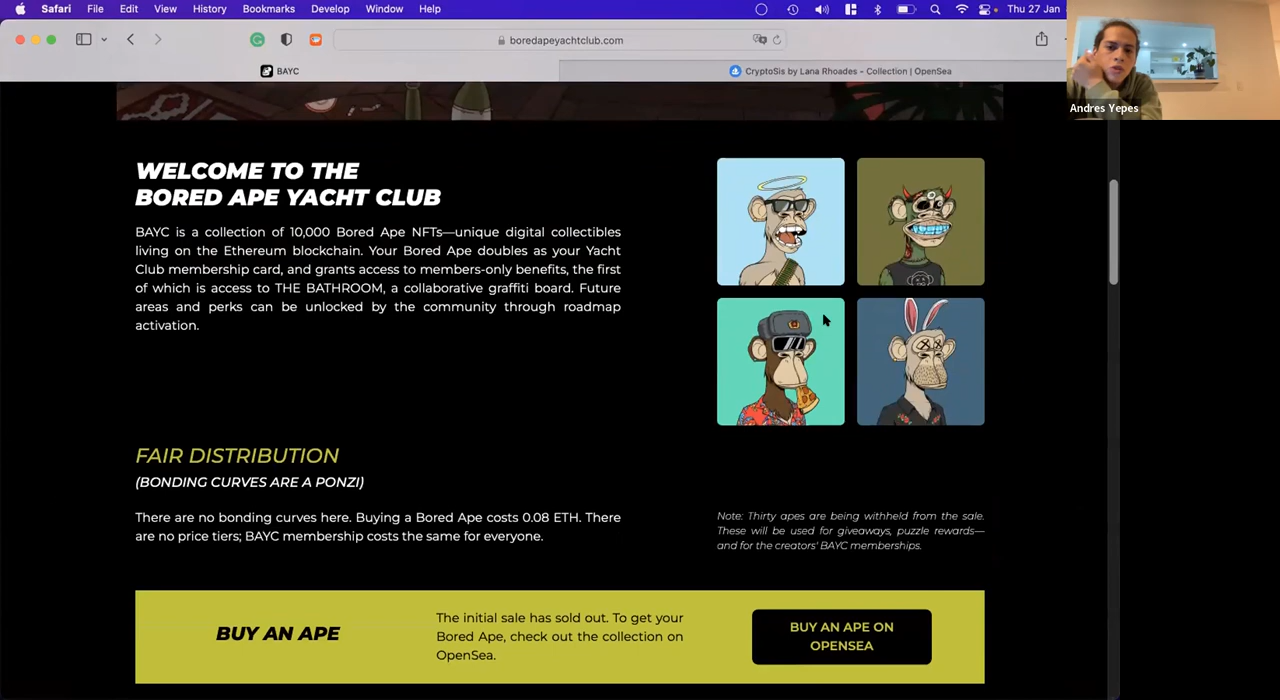 Safari File Edit View History Bookmarks Develop Window Help Thu 27 Jan
boredapeyachtclub.com
BAYC
CryptoSis by Lana Rhoades - Collection | OpenSea
Andres Yepes
WELCOME TO THE
BORED APE YACHT CLUB
BAYC is a collection of 10,000 Bored Ape NFTs—unique digital collectibles
living on the Ethereum blockchain. Your Bored Ape doubles as your Yacht
Club membership card, and grants access to members-only benefits, the first
of which is access to THE BATHROOM, a collaborative graffiti board. Future
areas and perks can be unlocked by the community through roadmap
activation.
FAIR DISTRIBUTION
(BONDING CURVES ARE A PONZI)
There are no bonding curves here. Buying a Bored Ape costs 0.08 ETH. There
are no price tiers; BAYC membership costs the same for everyone.
Note: Thirty apes are being withheld from the sale.
These will be used for giveaways, puzzle rewards—
and for the creators' BAYC memberships.
BUY AN APE
The initial sale has sold out. To get your
Bored Ape, check out the collection on
OpenSea.
BUY AN APE ON
OPENSEA